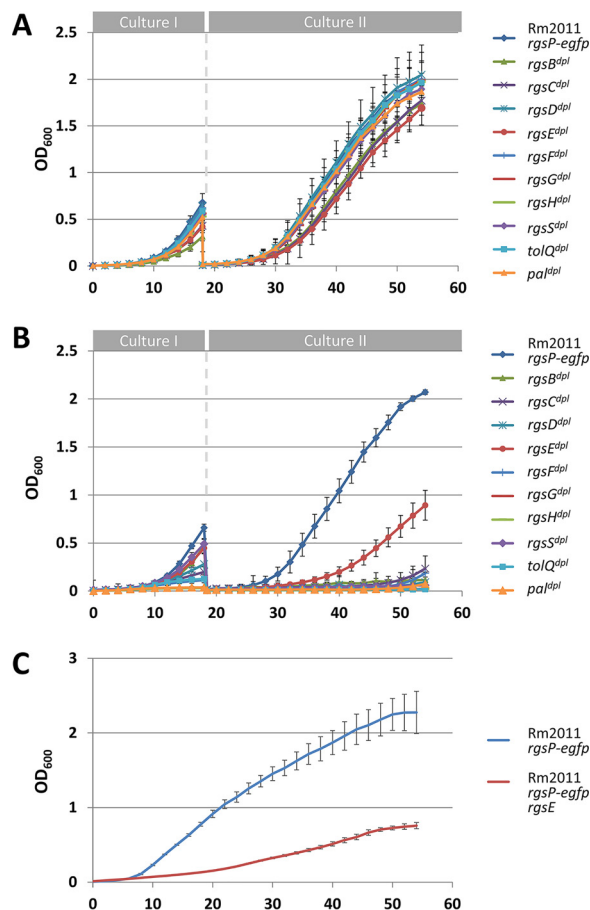 A
Culture I
Culture II
2.5
2
1.5
1
0.5
0
OD600
0
10
20
30
40
50
60
Rm2011
rgsP-egfp
rgsBdpl
rgsCdpl
rgsDdpl
rgsEdpl
rgsFdpl
rgsGdpl
rgsHdpl
rgsSdpl
tolQdpl
paldpl
B
Culture I
Culture II
2.5
2
1.5
1
0.5
0
OD600
0
10
20
30
40
50
60
Rm2011
rgsP-egfp
rgsBdpl
rgsCdpl
rgsDdpl
rgsEdpl
rgsFdpl
rgsGdpl
rgsHdpl
rgsSdpl
tolQdpl
paldpl
C
3
2
1
0
OD600
0
10
20
30
40
50
60
Rm2011
rgsP-egfp
Rm2011
rgsP-egfp
rgsE